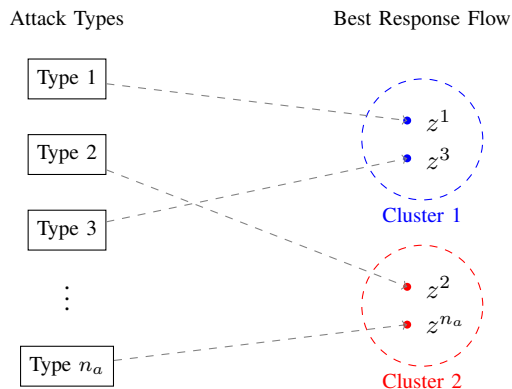 Attack Types
Best Response Flow
Type 1
z^1
Type 2
z^3
Type 3
Cluster 1
⋮
z^2
z^{n_a}
Type n_a
Cluster 2